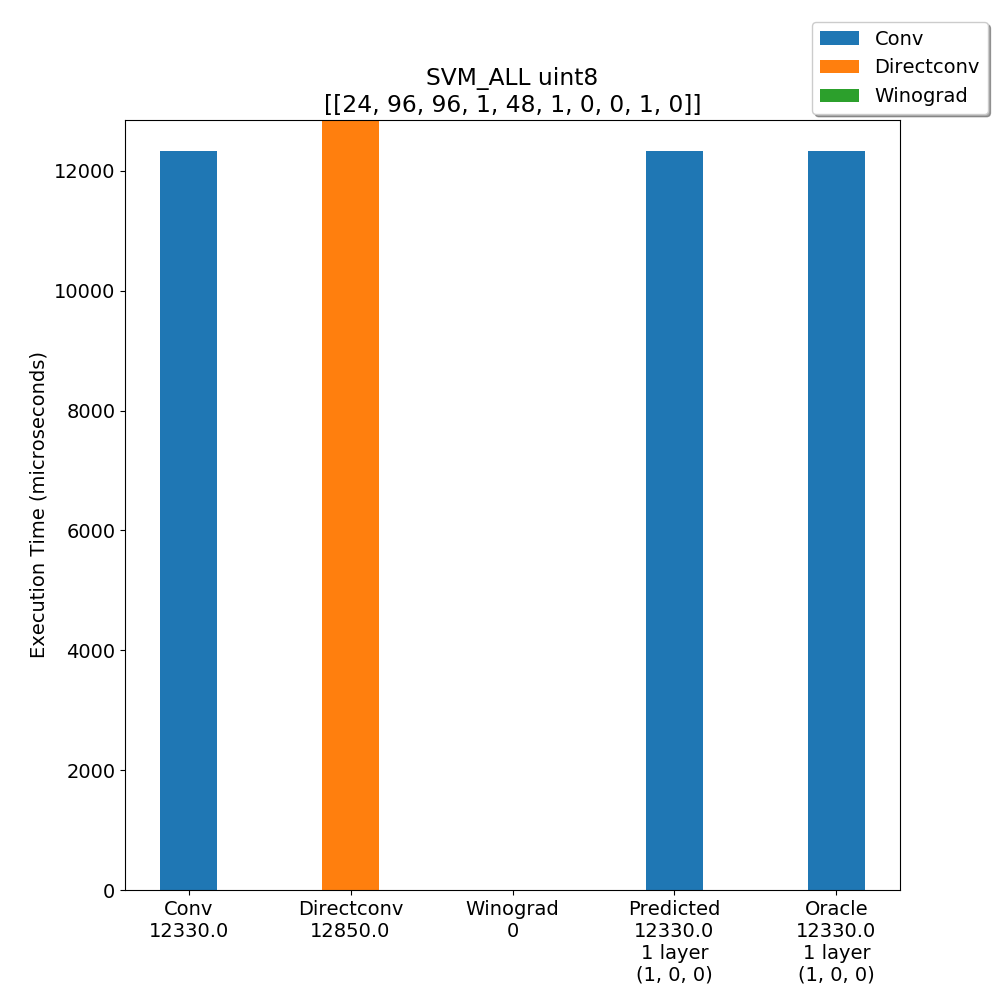 Conv
Directconv
Winograd
SVM_ALL uint8
[[24, 96, 96, 1, 48, 1, 0, 0, 1, 0]]
Execution Time (microseconds)
12000
10000
8000
6000
4000
2000
0
Conv
12330.0
Directconv
12850.0
Winograd
0
Predicted
12330.0
1 layer
(1, 0, 0)
Oracle
12330.0
1 layer
(1, 0, 0)